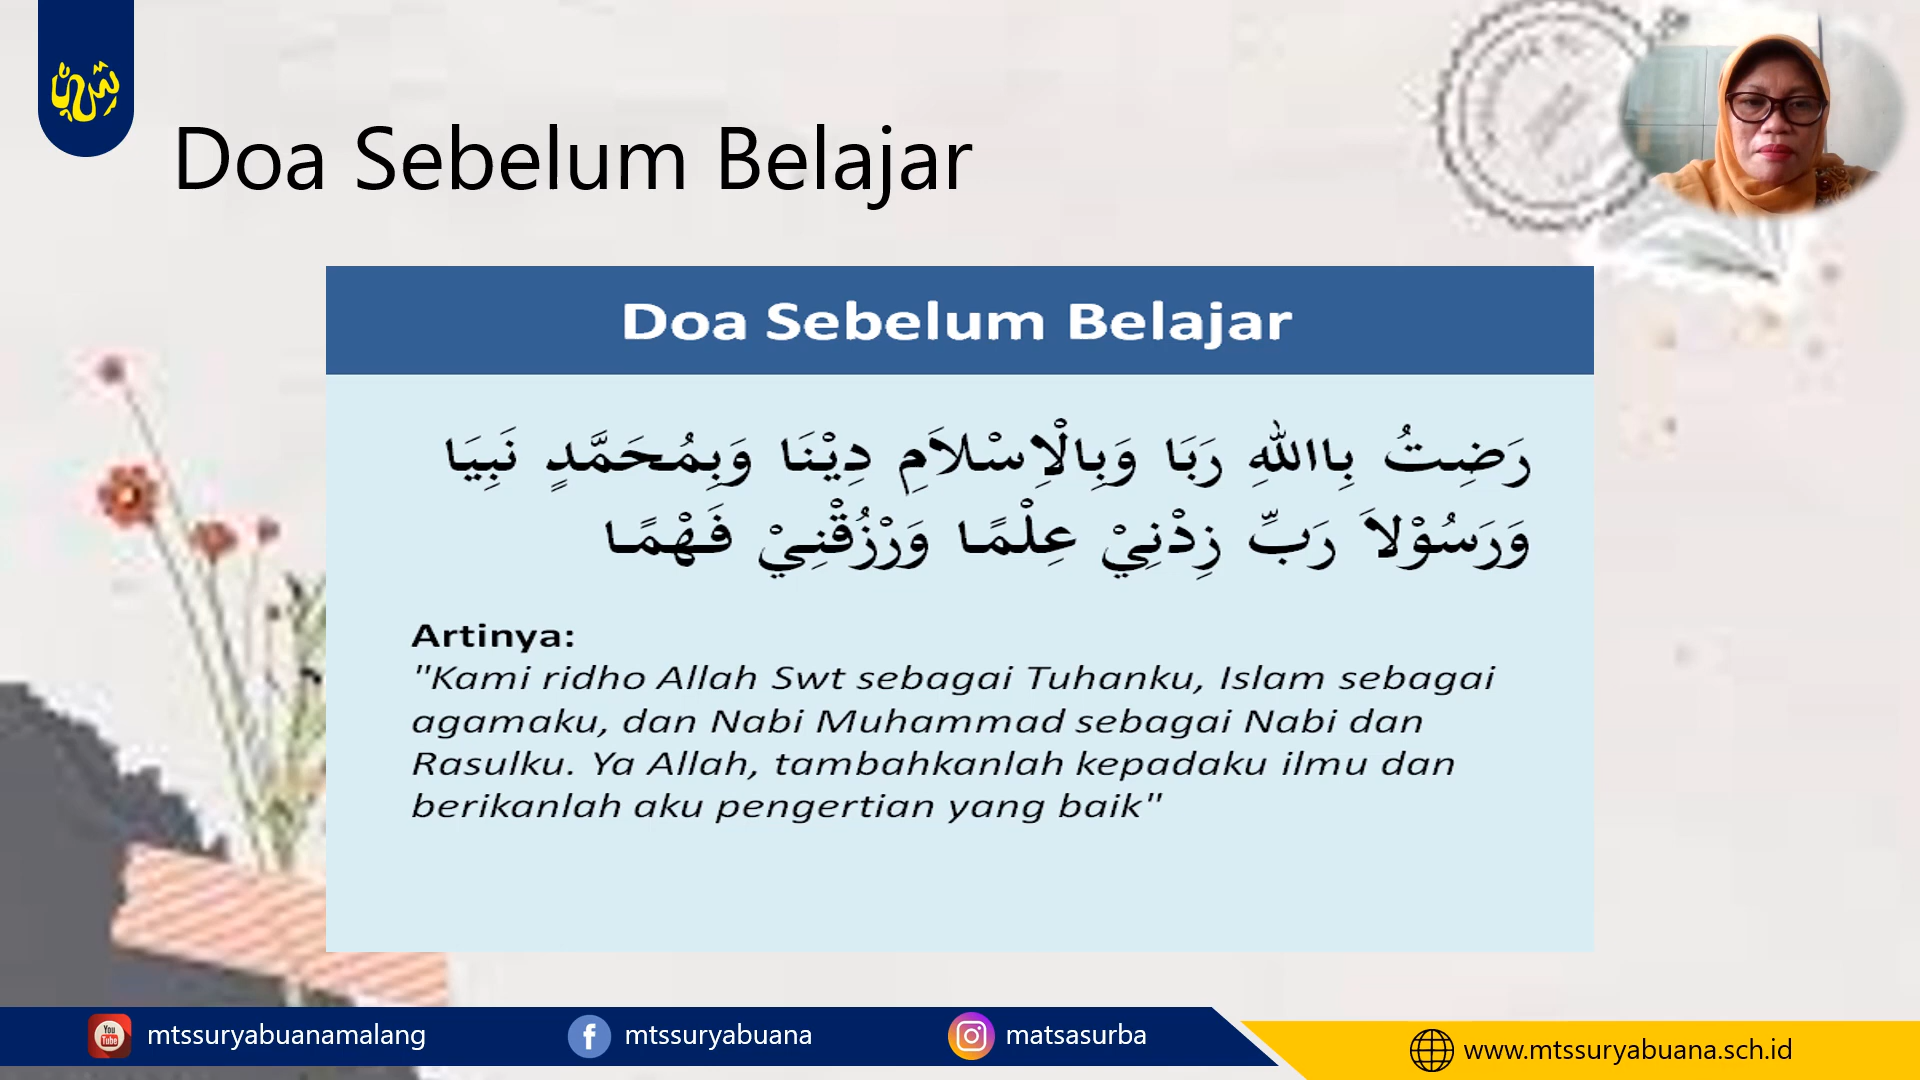 Doa Sebelum Belajar
Doa Sebelum Belajar
رَضِتُ بِاللهِ رَبَا وَبِالْاِسْلاَمِ دِيْنَا وَبِمُحَمَّدٍ نَبِيَا
وَرَسُوْلاَ رَبِّ زِدْنِيْ عِلْمًا وَرْزُقْنِيْ فَهْمًا
Artinya:
"Kami ridho Allah Swt sebagai Tuhanku, Islam sebagai
agamaku, dan Nabi Muhammad sebagai Nabi dan
Rasulku. Ya Allah, tambahkanlah kepadaku ilmu dan
berikanlah aku pengertian yang baik"
You Tube mtssuryabuanamalang
mtssuryabuana
matsasurba
www.mtssuryabuana.sch.id